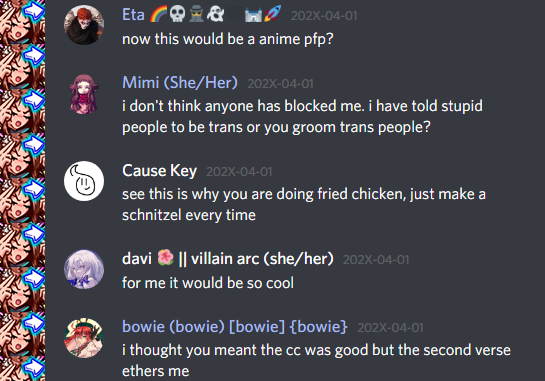 Eta 🌈💀🕵️👻 🏰🚀 202X-04-01
now this would be a anime pfp?
Mimi (She/Her) 202X-04-01
i don't think anyone has blocked me. i have told stupid
people to be trans or you groom trans people?
Cause Key 202X-04-01
see this is why you are doing fried chicken, just make a
schnitzel every time
davi 🌺 || villain arc (she/her) 202X-04-01
for me it would be so cool
bowie (bowie) [bowie] {bowie} 202X-04-01
i thought you meant the cc was good but the second verse
ethers me